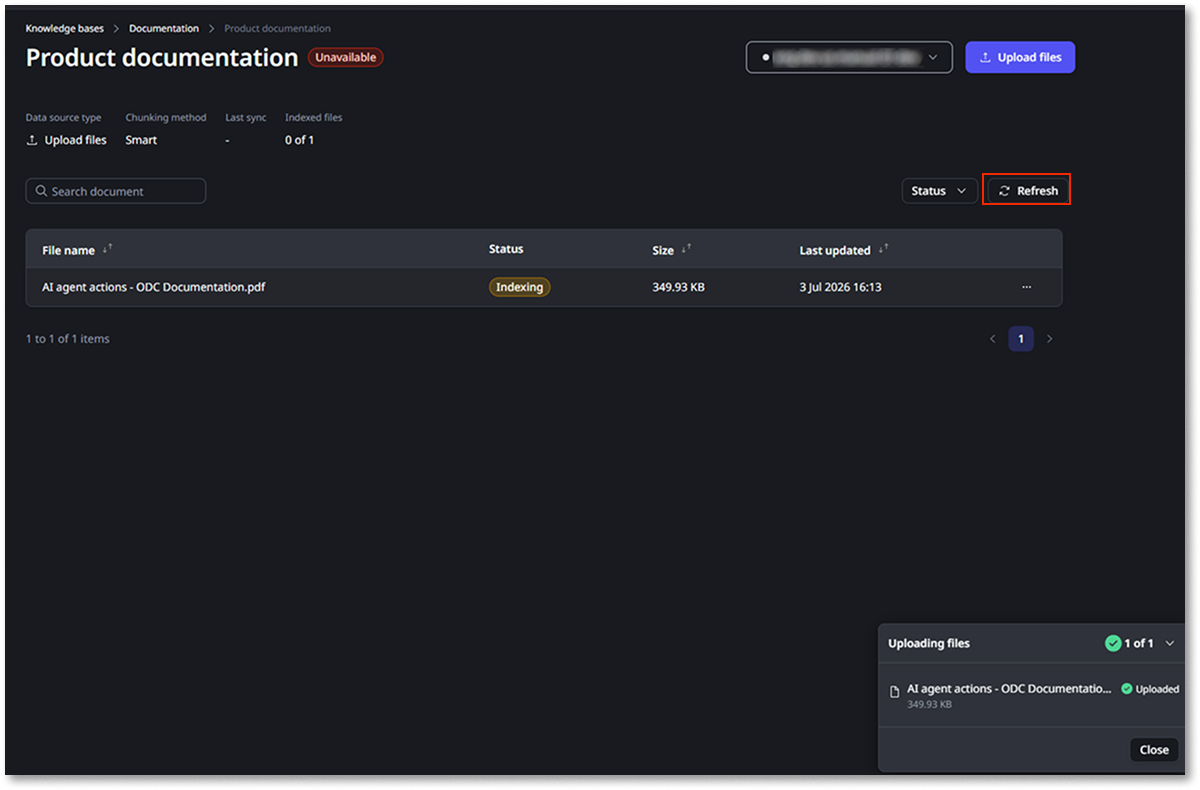 Knowledge bases > Documentation > Product documentation
Product documentation Unavailable
Upload files
Data source type Chunking method Last sync Indexed files
Upload files Smart - 0 of 1
Search document Status Refresh
File name Status Size Last updated
AI agent actions - ODC Documentation.pdf Indexing 349.93 KB 3 Jul 2026 16:13 ...
1 to 1 of 1 items < 1 >
Uploading files 1 of 1
AI agent actions - ODC Documentatio... Uploaded
349.93 KB
Close